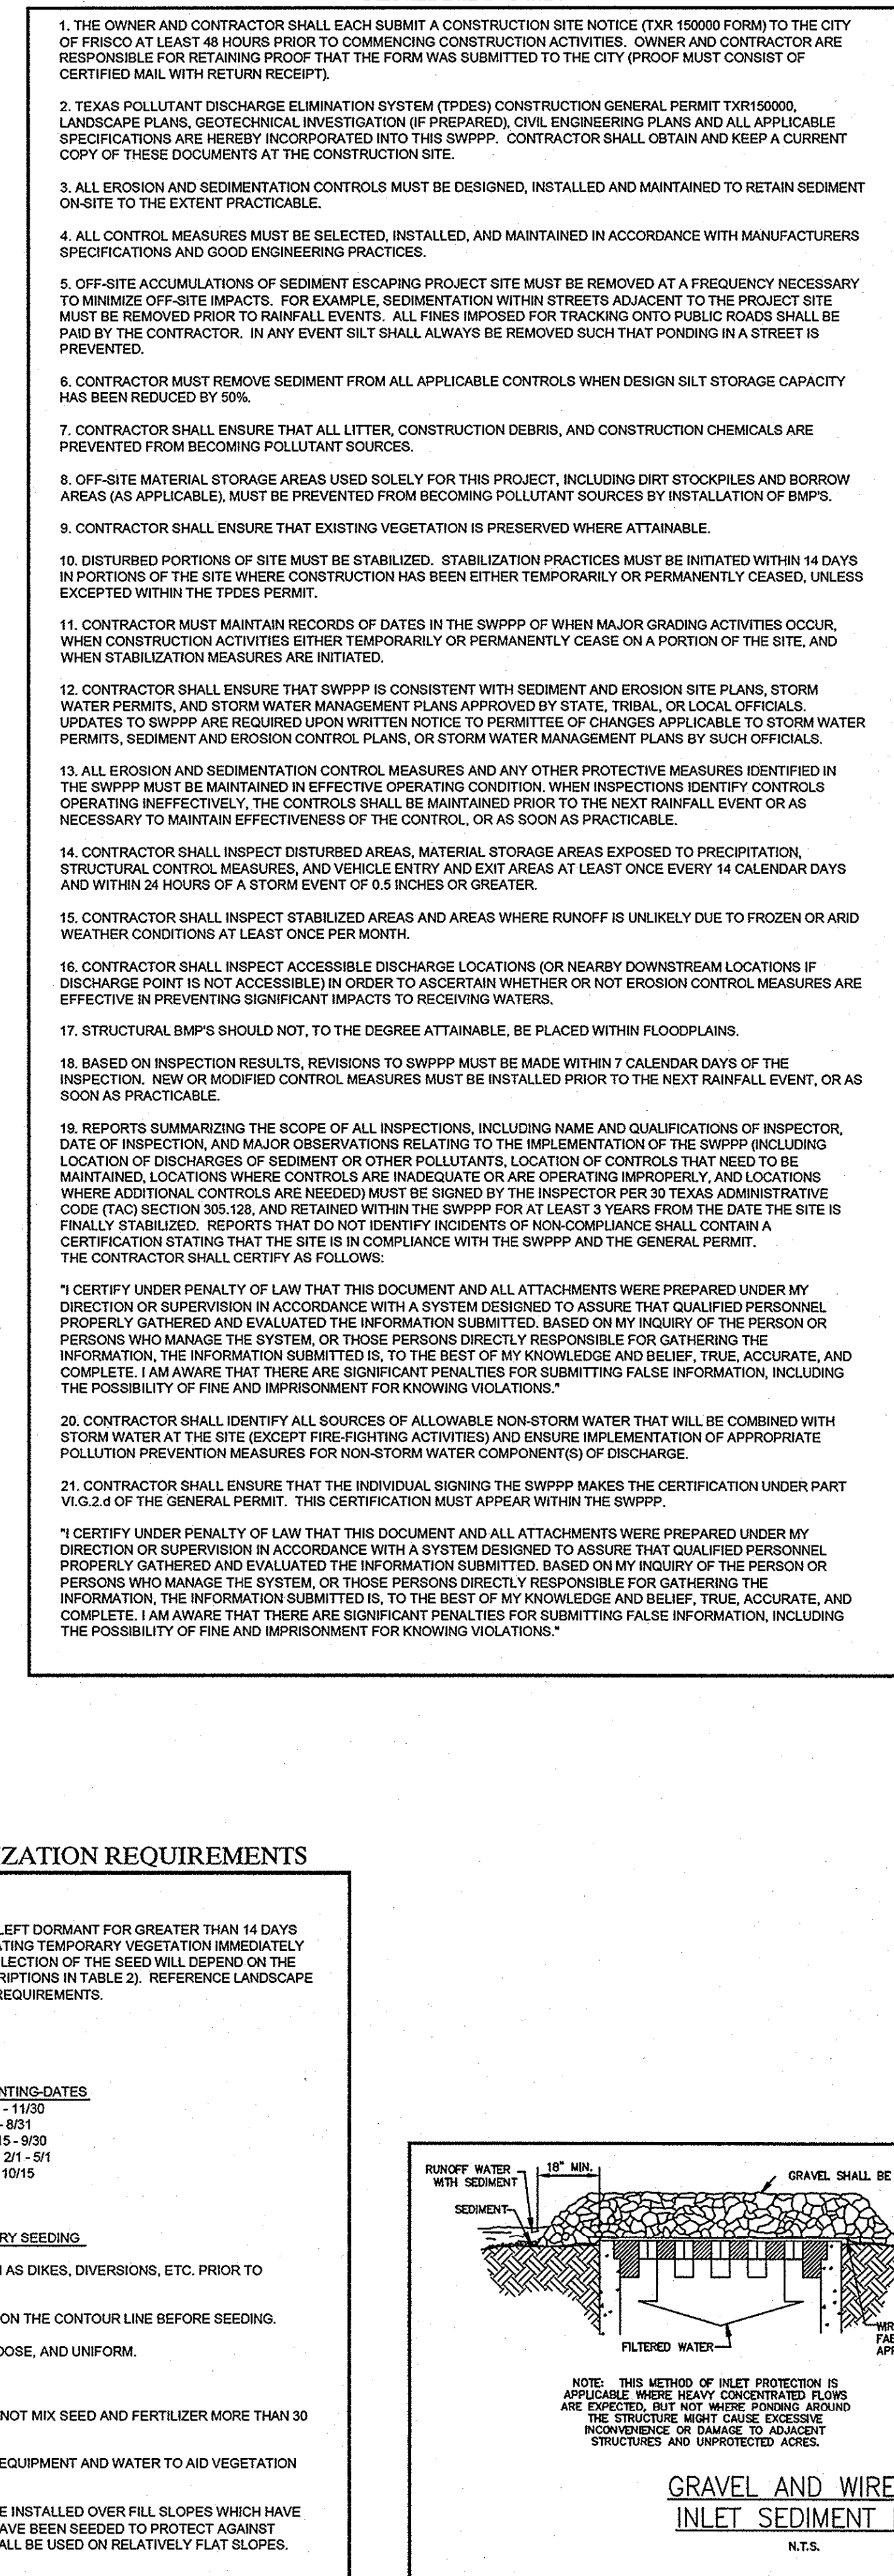 1. THE OWNER AND CONTRACTOR SHALL EACH SUBMIT A CONSTRUCTION SITE NOTICE (TXR 150000 FORM) TO THE CITY
OF FRISCO AT LEAST 48 HOURS PRIOR TO COMMENCING CONSTRUCTION ACTIVITIES. OWNER AND CONTRACTOR ARE
RESPONSIBLE FOR RETAINING PROOF THAT THE FORM WAS SUBMITTED TO THE CITY (PROOF MUST CONSIST OF
CERTIFIED MAIL WITH RETURN RECEIPT).
2. TEXAS POLLUTANT DISCHARGE ELIMINATION SYSTEM (TPDES) CONSTRUCTION GENERAL PERMIT TXR150000,
LANDSCAPE PLANS, GEOTECHNICAL INVESTIGATION (IF PREPARED), CIVIL ENGINEERING PLANS AND ALL APPLICABLE
SPECIFICATIONS ARE HEREBY INCORPORATED INTO THIS SWPPP. CONTRACTOR SHALL OBTAIN AND KEEP A CURRENT
COPY OF THESE DOCUMENTS AT THE CONSTRUCTION SITE.
3. ALL EROSION AND SEDIMENTATION CONTROLS MUST BE DESIGNED, INSTALLED AND MAINTAINED TO RETAIN SEDIMENT
ON-SITE TO THE EXTENT PRACTICABLE.
4. ALL CONTROL MEASURES MUST BE SELECTED, INSTALLED, AND MAINTAINED IN ACCORDANCE WITH MANUFACTURERS
SPECIFICATIONS AND GOOD ENGINEERING PRACTICES.
5. OFF-SITE ACCUMULATIONS OF SEDIMENT ESCAPING PROJECT SITE MUST BE REMOVED AT A FREQUENCY NECESSARY
TO MINIMIZE OFF-SITE IMPACTS. FOR EXAMPLE, SEDIMENTATION WITHIN STREETS ADJACENT TO THE PROJECT SITE
MUST BE REMOVED PRIOR TO RAINFALL EVENTS. ALL FINES IMPOSED FOR TRACKING ONTO PUBLIC ROADS SHALL BE
PAID BY THE CONTRACTOR. IN ANY EVENT SILT SHALL ALWAYS BE REMOVED SUCH THAT PONDING IN A STREET IS
PREVENTED.
6. CONTRACTOR MUST REMOVE SEDIMENT FROM ALL APPLICABLE CONTROLS WHEN DESIGN SILT STORAGE CAPACITY
HAS BEEN REDUCED BY 50%.
7. CONTRACTOR SHALL ENSURE THAT ALL LITTER, CONSTRUCTION DEBRIS, AND CONSTRUCTION CHEMICALS ARE
PREVENTED FROM BECOMING POLLUTANT SOURCES.
8. OFF-SITE MATERIAL STORAGE AREAS USED SOLELY FOR THIS PROJECT, INCLUDING DIRT STOCKPILES AND BORROW
AREAS (AS APPLICABLE), MUST BE PREVENTED FROM BECOMING POLLUTANT SOURCES BY INSTALLATION OF BMP'S.
9. CONTRACTOR SHALL ENSURE THAT EXISTING VEGETATION IS PRESERVED WHERE ATTAINABLE.
10. DISTURBED PORTIONS OF SITE MUST BE STABILIZED. STABILIZATION PRACTICES MUST BE INITIATED WITHIN 14 DAYS
IN PORTIONS OF THE SITE WHERE CONSTRUCTION HAS BEEN EITHER TEMPORARILY OR PERMANENTLY CEASED, UNLESS
EXCEPTED WITHIN THE TPDES PERMIT.
11. CONTRACTOR MUST MAINTAIN RECORDS OF DATES IN THE SWPPP OF WHEN MAJOR GRADING ACTIVITIES OCCUR,
WHEN CONSTRUCTION ACTIVITIES EITHER TEMPORARILY OR PERMANENTLY CEASE ON A PORTION OF THE SITE, AND
WHEN STABILIZATION MEASURES ARE INITIATED.
12. CONTRACTOR SHALL ENSURE THAT SWPPP IS CONSISTENT WITH SEDIMENT AND EROSION SITE PLANS, STORM
WATER PERMITS, AND STORM WATER MANAGEMENT PLANS APPROVED BY STATE, TRIBAL, OR LOCAL OFFICIALS.
UPDATES TO SWPPP ARE REQUIRED UPON WRITTEN NOTICE TO PERMITTEE OF CHANGES APPLICABLE TO STORM WATER
PERMITS, SEDIMENT AND EROSION CONTROL PLANS, OR STORM WATER MANAGEMENT PLANS BY SUCH OFFICIALS.
13. ALL EROSION AND SEDIMENTATION CONTROL MEASURES AND ANY OTHER PROTECTIVE MEASURES IDENTIFIED IN
THE SWPPP MUST BE MAINTAINED IN EFFECTIVE OPERATING CONDITION. WHEN INSPECTIONS IDENTIFY CONTROLS
OPERATING INEFFECTIVELY, THE CONTROLS SHALL BE MAINTAINED PRIOR TO THE NEXT RAINFALL EVENT OR AS
NECESSARY TO MAINTAIN EFFECTIVENESS OF THE CONTROL, OR AS SOON AS PRACTICABLE.
14. CONTRACTOR SHALL INSPECT DISTURBED AREAS, MATERIAL STORAGE AREAS EXPOSED TO PRECIPITATION,
STRUCTURAL CONTROL MEASURES, AND VEHICLE ENTRY AND EXIT AREAS AT LEAST ONCE EVERY 14 CALENDAR DAYS
AND WITHIN 24 HOURS OF A STORM EVENT OF 0.5 INCHES OR GREATER.
15. CONTRACTOR SHALL INSPECT STABILIZED AREAS AND AREAS WHERE RUNOFF IS UNLIKELY DUE TO FROZEN OR ARID
WEATHER CONDITIONS AT LEAST ONCE PER MONTH.
16. CONTRACTOR SHALL INSPECT ACCESSIBLE DISCHARGE LOCATIONS (OR NEARBY DOWNSTREAM LOCATIONS IF
DISCHARGE POINT IS NOT ACCESSIBLE) IN ORDER TO ASCERTAIN WHETHER OR NOT EROSION CONTROL MEASURES ARE
EFFECTIVE IN PREVENTING SIGNIFICANT IMPACTS TO RECEIVING WATERS.
17. STRUCTURAL BMP'S SHOULD NOT, TO THE DEGREE ATTAINABLE, BE PLACED WITHIN FLOODPLAINS.
18. BASED ON INSPECTION RESULTS, REVISIONS TO SWPPP MUST BE MADE WITHIN 7 CALENDAR DAYS OF THE
INSPECTION. NEW OR MODIFIED CONTROL MEASURES MUST BE INSTALLED PRIOR TO THE NEXT RAINFALL EVENT, OR AS
SOON AS PRACTICABLE.
19. REPORTS SUMMARIZING THE SCOPE OF ALL INSPECTIONS, INCLUDING NAME AND QUALIFICATIONS OF INSPECTOR,
DATE OF INSPECTION, AND MAJOR OBSERVATIONS RELATING TO THE IMPLEMENTATION OF THE SWPPP (INCLUDING
LOCATION OF DISCHARGES OF SEDIMENT OR OTHER POLLUTANTS, LOCATION OF CONTROLS THAT NEED TO BE
MAINTAINED, LOCATIONS WHERE CONTROLS ARE INADEQUATE OR ARE OPERATING IMPROPERLY, AND LOCATIONS
WHERE ADDITIONAL CONTROLS ARE NEEDED) MUST BE SIGNED BY THE INSPECTOR PER 30 TEXAS ADMINISTRATIVE
CODE (TAC) SECTION 305.128, AND RETAINED WITHIN THE SWPPP FOR AT LEAST 3 YEARS FROM THE DATE THE SITE IS
FINALLY STABILIZED. REPORTS THAT DO NOT IDENTIFY INCIDENTS OF NON-COMPLIANCE SHALL CONTAIN A
CERTIFICATION STATING THAT THE SITE IS IN COMPLIANCE WITH THE SWPPP AND THE GENERAL PERMIT.
THE CONTRACTOR SHALL CERTIFY AS FOLLOWS:
"I CERTIFY UNDER PENALTY OF LAW THAT THIS DOCUMENT AND ALL ATTACHMENTS WERE PREPARED UNDER MY
DIRECTION OR SUPERVISION IN ACCORDANCE WITH A SYSTEM DESIGNED TO ASSURE THAT QUALIFIED PERSONNEL
PROPERLY GATHERED AND EVALUATED THE INFORMATION SUBMITTED. BASED ON MY INQUIRY OF THE PERSON OR
PERSONS WHO MANAGE THE SYSTEM, OR THOSE PERSONS DIRECTLY RESPONSIBLE FOR GATHERING THE
INFORMATION, THE INFORMATION SUBMITTED IS, TO THE BEST OF MY KNOWLEDGE AND BELIEF, TRUE, ACCURATE, AND
COMPLETE. I AM AWARE THAT THERE ARE SIGNIFICANT PENALTIES FOR SUBMITTING FALSE INFORMATION, INCLUDING
THE POSSIBILITY OF FINE AND IMPRISONMENT FOR KNOWING VIOLATIONS."
20. CONTRACTOR SHALL IDENTIFY ALL SOURCES OF ALLOWABLE NON-STORM WATER THAT WILL BE COMBINED WITH
STORM WATER AT THE SITE (EXCEPT FIRE-FIGHTING ACTIVITIES) AND ENSURE IMPLEMENTATION OF APPROPRIATE
POLLUTION PREVENTION MEASURES FOR NON-STORM WATER COMPONENT(S) OF DISCHARGE.
21. CONTRACTOR SHALL ENSURE THAT THE INDIVIDUAL SIGNING THE SWPPP MAKES THE CERTIFICATION UNDER PART
VI.G.2.d OF THE GENERAL PERMIT. THIS CERTIFICATION MUST APPEAR WITHIN THE SWPPP.
"I CERTIFY UNDER PENALTY OF LAW THAT THIS DOCUMENT AND ALL ATTACHMENTS WERE PREPARED UNDER MY
DIRECTION OR SUPERVISION IN ACCORDANCE WITH A SYSTEM DESIGNED TO ASSURE THAT QUALIFIED PERSONNEL
PROPERLY GATHERED AND EVALUATED THE INFORMATION SUBMITTED. BASED ON MY INQUIRY OF THE PERSON OR
PERSONS WHO MANAGE THE SYSTEM, OR THOSE PERSONS DIRECTLY RESPONSIBLE FOR GATHERING THE
INFORMATION, THE INFORMATION SUBMITTED IS, TO THE BEST OF MY KNOWLEDGE AND BELIEF, TRUE, ACCURATE, AND
COMPLETE. I AM AWARE THAT THERE ARE SIGNIFICANT PENALTIES FOR SUBMITTING FALSE INFORMATION, INCLUDING
THE POSSIBILITY OF FINE AND IMPRISONMENT FOR KNOWING VIOLATIONS."
ZATION REQUIREMENTS
LEFT DORMANT FOR GREATER THAN 14 DAYS
ATING TEMPORARY VEGETATION IMMEDIATELY
LECTION OF THE SEED WILL DEPEND ON THE
RIPTIONS IN TABLE 2). REFERENCE LANDSCAPE
REQUIREMENTS.
NTING-DATES
- 11/30
- 8/31
15 - 9/30
2/1 - 5/1
10/15
RY SEEDING
H AS DIKES, DIVERSIONS, ETC. PRIOR TO
ON THE CONTOUR LINE BEFORE SEEDING.
OOSE, AND UNIFORM.
NOT MIX SEED AND FERTILIZER MORE THAN 30
EQUIPMENT AND WATER TO AID VEGETATION
E INSTALLED OVER FILL SLOPES WHICH HAVE
AVE BEEN SEEDED TO PROTECT AGAINST
ALL BE USED ON RELATIVELY FLAT SLOPES.
RUNOFF WATER
WITH SEDIMENT
18" MIN.
GRAVEL SHALL BE
SEDIMENT
WIR
FAB
APP
FILTERED WATER
NOTE: THIS METHOD OF INLET PROTECTION IS
APPLICABLE WHERE HEAVY CONCENTRATED FLOWS
ARE EXPECTED, BUT NOT WHERE PONDING AROUND
THE STRUCTURE MIGHT CAUSE EXCESSIVE
INCONVENIENCE OR DAMAGE TO ADJACENT
STRUCTURES AND UNPROTECTED ACRES.
GRAVEL AND WIRE
INLET SEDIMENT
N.T.S.